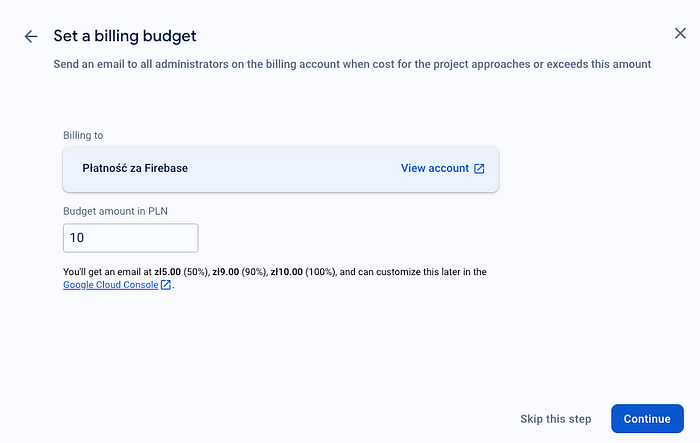 Set a billing budget
Send an email to all administrators on the billing account when cost for the project approaches or exceeds this amount
Billing to
Płatność za Firebase View account
Budget amount in PLN
10
You'll get an email at zł5.00 (50%), zł9.00 (90%), zł10.00 (100%), and can customize this later in the
Google Cloud Console.
Skip this step Continue